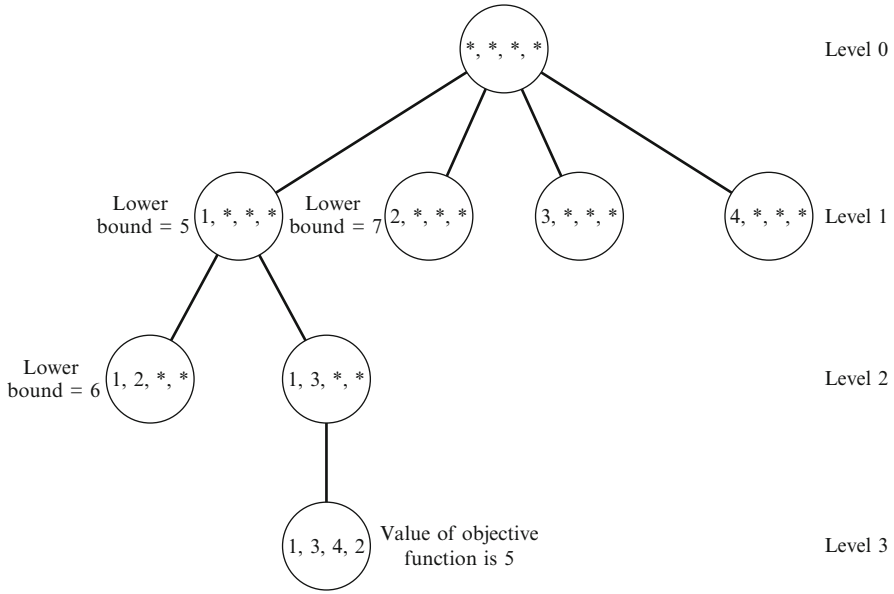 *, *, *, *
Level 0
Lower
bound = 5
1, *, *, *
Lower
bound = 7
2, *, *, *
3, *, *, *
4, *, *, *
Level 1
Lower
bound = 6
1, 2, *, *
1, 3, *, *
Level 2
1, 3, 4, 2
Value of objective
function is 5
Level 3